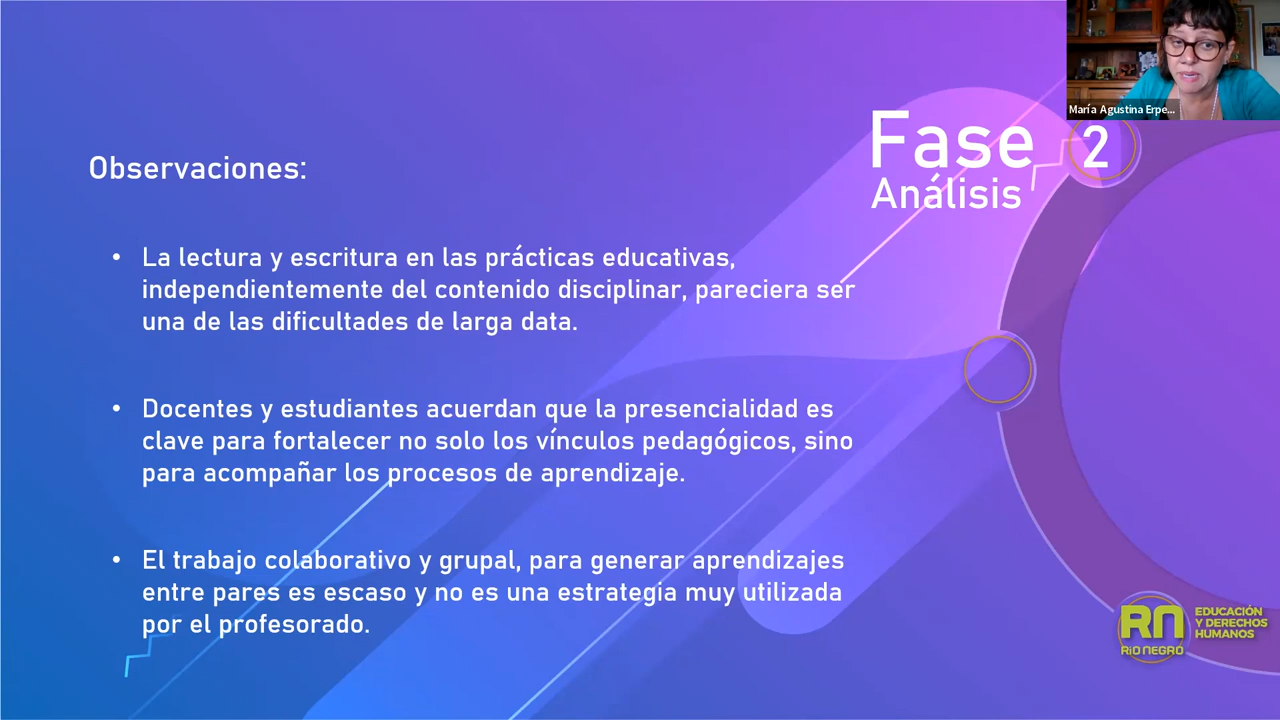 María Agustina Erpe...
Fase 2
Análisis
Observaciones:
• La lectura y escritura en las prácticas educativas,
independientemente del contenido disciplinar, pareciera ser
una de las dificultades de larga data.
• Docentes y estudiantes acuerdan que la presencialidad es
clave para fortalecer no solo los vínculos pedagógicos, sino
para acompañar los procesos de aprendizaje.
• El trabajo colaborativo y grupal, para generar aprendizajes
entre pares es escaso y no es una estrategia muy utilizada
por el profesorado.
RN
RÍO NEGRO
EDUCACIÓN
Y DERECHOS
HUMANOS